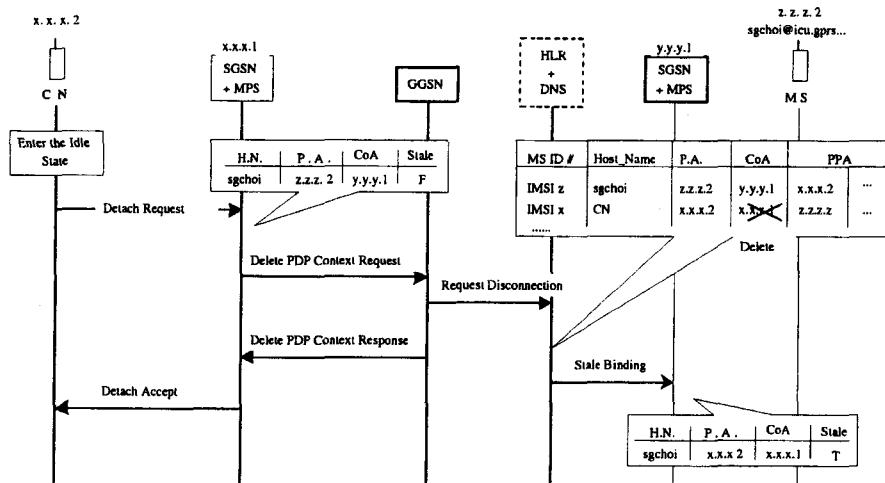 x. x. x. 2
C N
x.x.x.1
SGSN
+ MPS
GGSN
HLR
+
DNS
y.y.y.1
SGSN
+ MPS
z. z. z. 2
sgchoi@icu.gprs...
M S
Enter the Idle
State
H.N. P. A. CoA Stale
sgchoi z.z.z. 2 y.y.y.1 F
MS ID # Host_Name P.A. CoA PPA
IMSI z sgchoi z.z.z.2 y.y.y.1 x.x.x.2 ...
IMSI x CN x.x.x.2 x.x.x.1 z.z.z.z ...
......
Detach Request
Delete
Delete PDP Context Request
Request Disconnection
Delete PDP Context Response
Stale Binding
Detach Accept
H.N. P. A. CoA Stale
sgchoi x.x.x 2 x.x.x.1 T